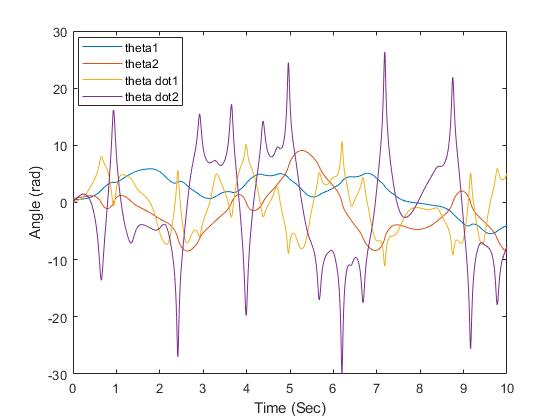 30
20
10
0
-10
-20
-30
Angle (rad)
theta1
theta2
theta dot1
theta dot2
0 1 2 3 4 5 6 7 8 9 10
Time (Sec)